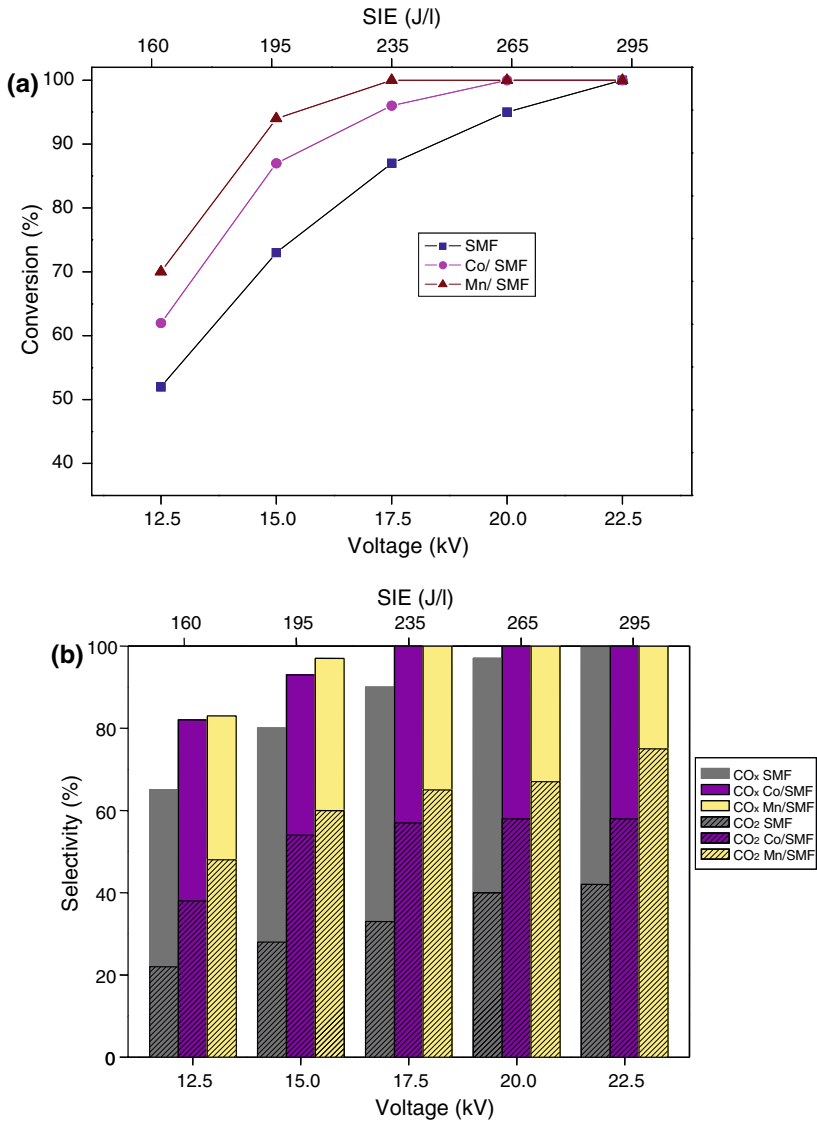 SIE (J/l)
160 195 235 265 295
(a)
100
90
80
70
60
50
40
Conversion (%)
SMF
Co/ SMF
Mn/ SMF
12.5 15.0 17.5 20.0 22.5
Voltage (kV)
SIE (J/l)
160 195 235 265 295
(b)
100
80
60
40
20
0
Selectivity (%)
COx SMF
COx Co/SMF
COx Mn/SMF
CO2 SMF
CO2 Co/SMF
CO2 Mn/SMF
12.5 15.0 17.5 20.0 22.5
Voltage (kV)